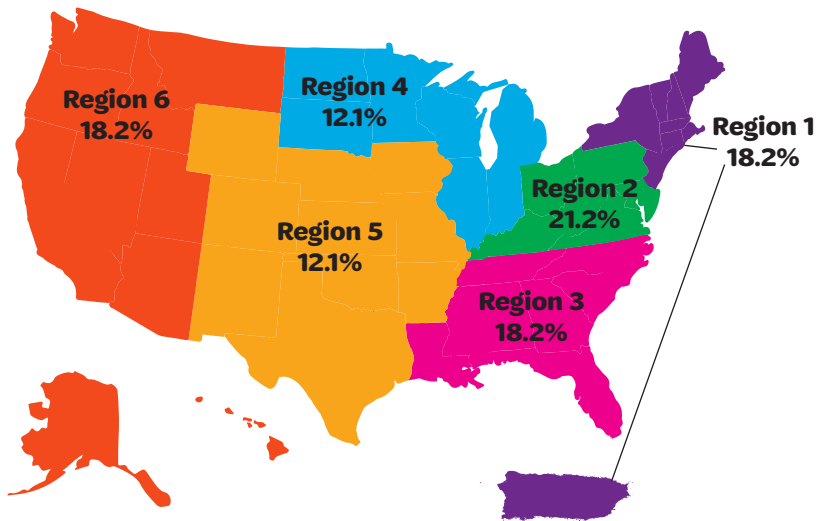 Region 6
18.2%
Region 4
12.1%
Region 1
18.2%
Region 2
21.2%
Region 5
12.1%
Region 3
18.2%